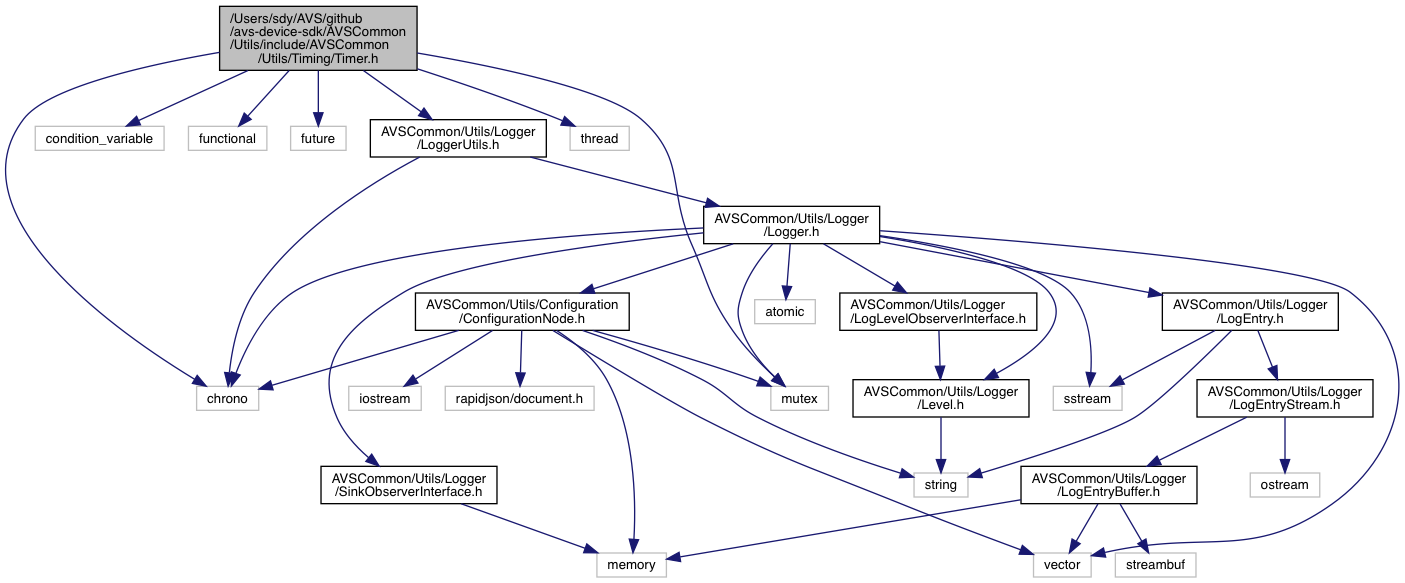 /Users/sdy/AVS/github
/avs-device-sdk/AVSCommon
/Utils/include/AVSCommon
/Utils/Timing/Timer.h
condition_variable
functional
future
AVSCommon/Utils/Logger
/LoggerUtils.h
thread
AVSCommon/Utils/Logger
/Logger.h
AVSCommon/Utils/Configuration
/ConfigurationNode.h
atomic
AVSCommon/Utils/Logger
/LogLevelObserverInterface.h
AVSCommon/Utils/Logger
/LogEntry.h
chrono
iostream
rapidjson/document.h
mutex
AVSCommon/Utils/Logger
/Level.h
sstream
AVSCommon/Utils/Logger
/LogEntryStream.h
AVSCommon/Utils/Logger
/SinkObserverInterface.h
string
AVSCommon/Utils/Logger
/LogEntryBuffer.h
ostream
memory
vector
streambuf